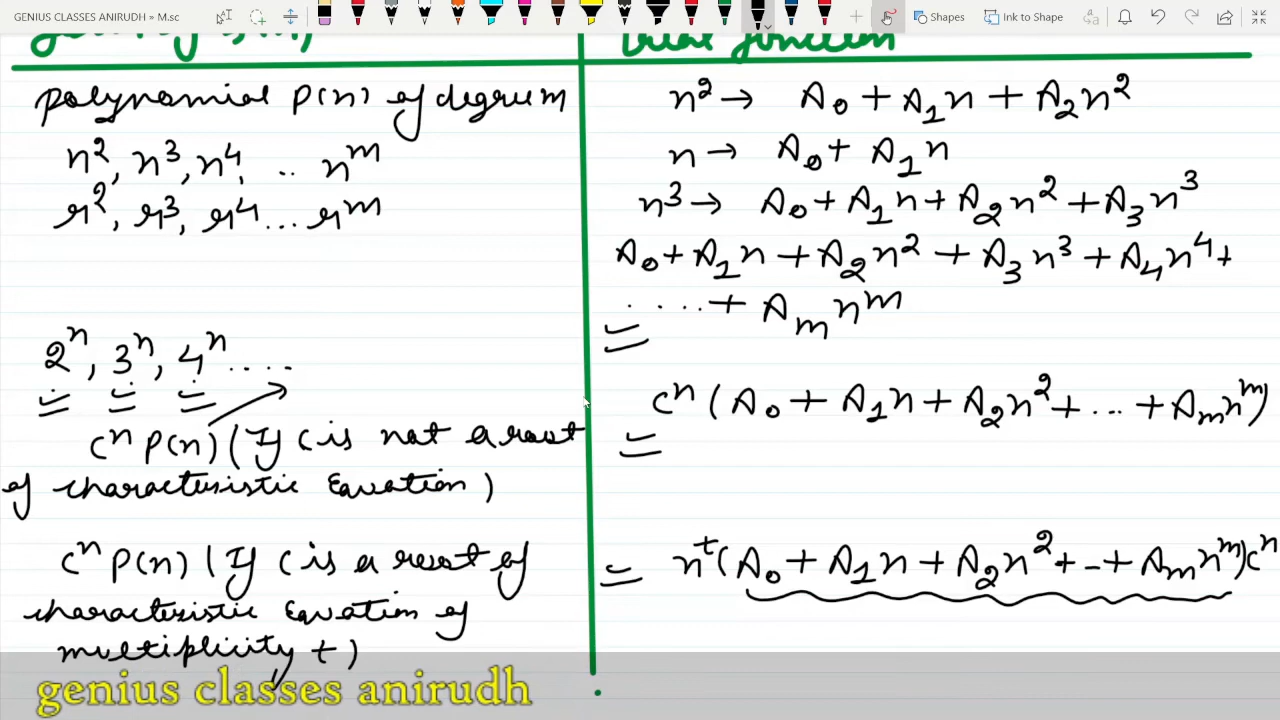 GENIUS CLASSES ANIRUDH » M.sc
Shapes
Ink to Shape
trial function
polynomial P(n) of degree m
n², n³, n⁴, .. nᵐ
r², r³, r⁴ ... rᵐ
2ⁿ, 3ⁿ, 4ⁿ ....
cⁿ P(n) (If c is not a root
of characteristic Equation)
cⁿ P(n) (If c is a root of
characteristic Equation of
multiplicity t)
n² → A₀ + A₁n + A₂n²
n → A₀ + A₁n
n³ → A₀ + A₁n + A₂n² + A₃n³
A₀ + A₁n + A₂n² + A₃n³ + A₄n⁴ +
..... + Aₘnᵐ
cⁿ (A₀ + A₁n + A₂n² + ... + Aₘnᵐ)
nᵗ(A₀ + A₁n + A₂n² + -- + Aₘnᵐ)cⁿ
genius classes anirudh